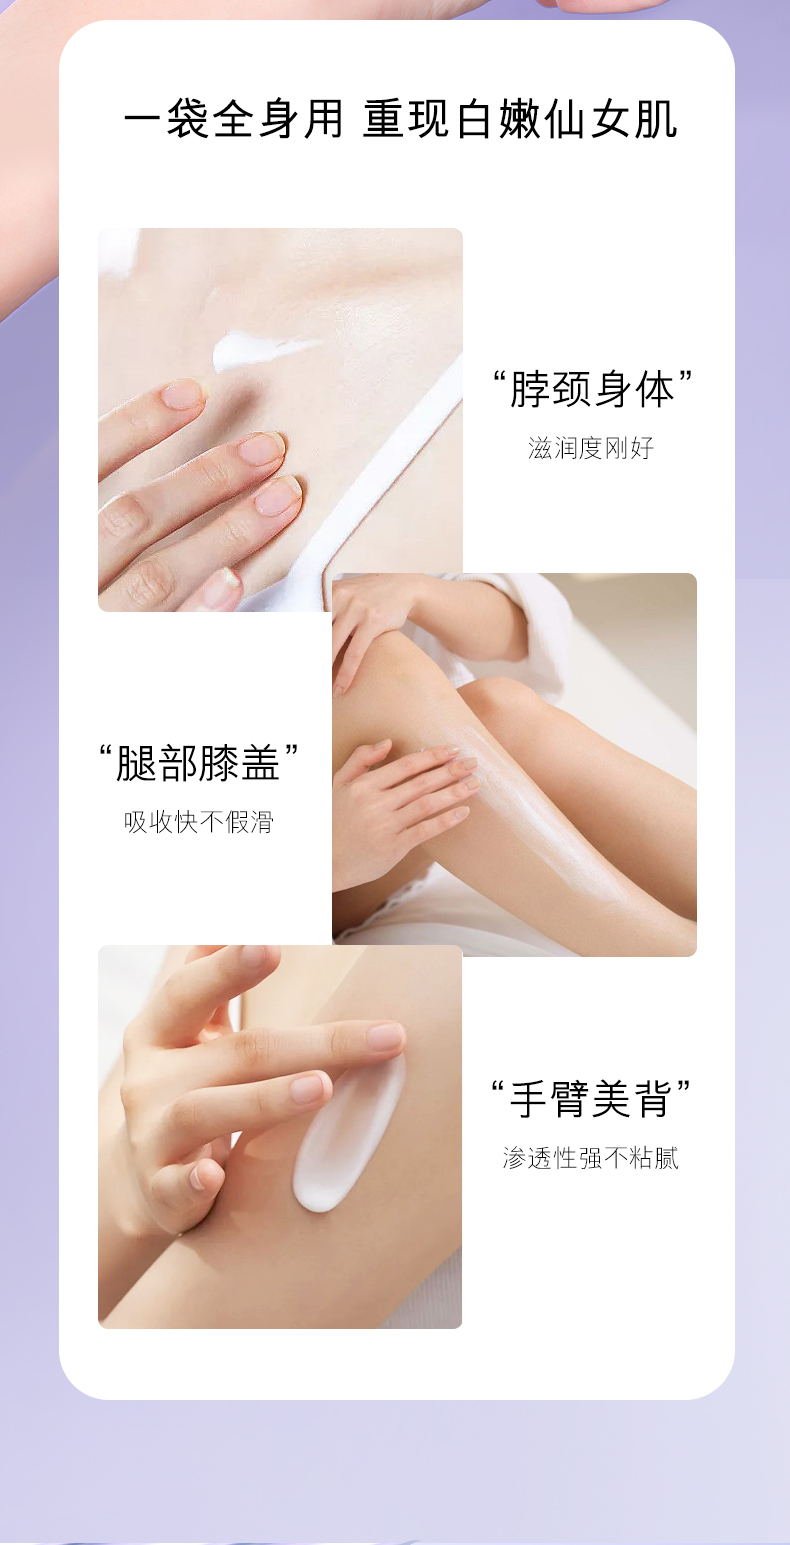 一袋全身用 重现白嫩仙女肌
“脖颈身体”
滋润度刚好
“腿部膝盖”
吸收快不假滑
“手臂美背”
渗透性强不粘腻